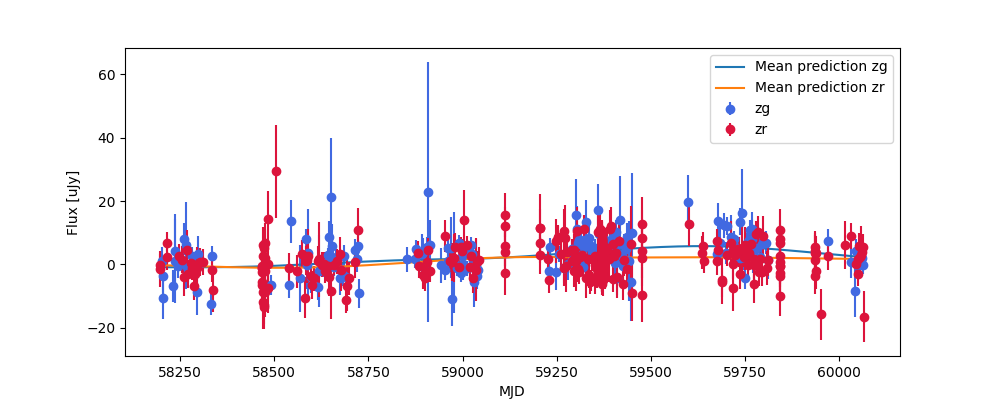 Flux [uJy]
60
40
20
0
−20
58250 58500 58750 59000 59250 59500 59750 60000
MJD
Mean prediction zg
Mean prediction zr
zg
zr